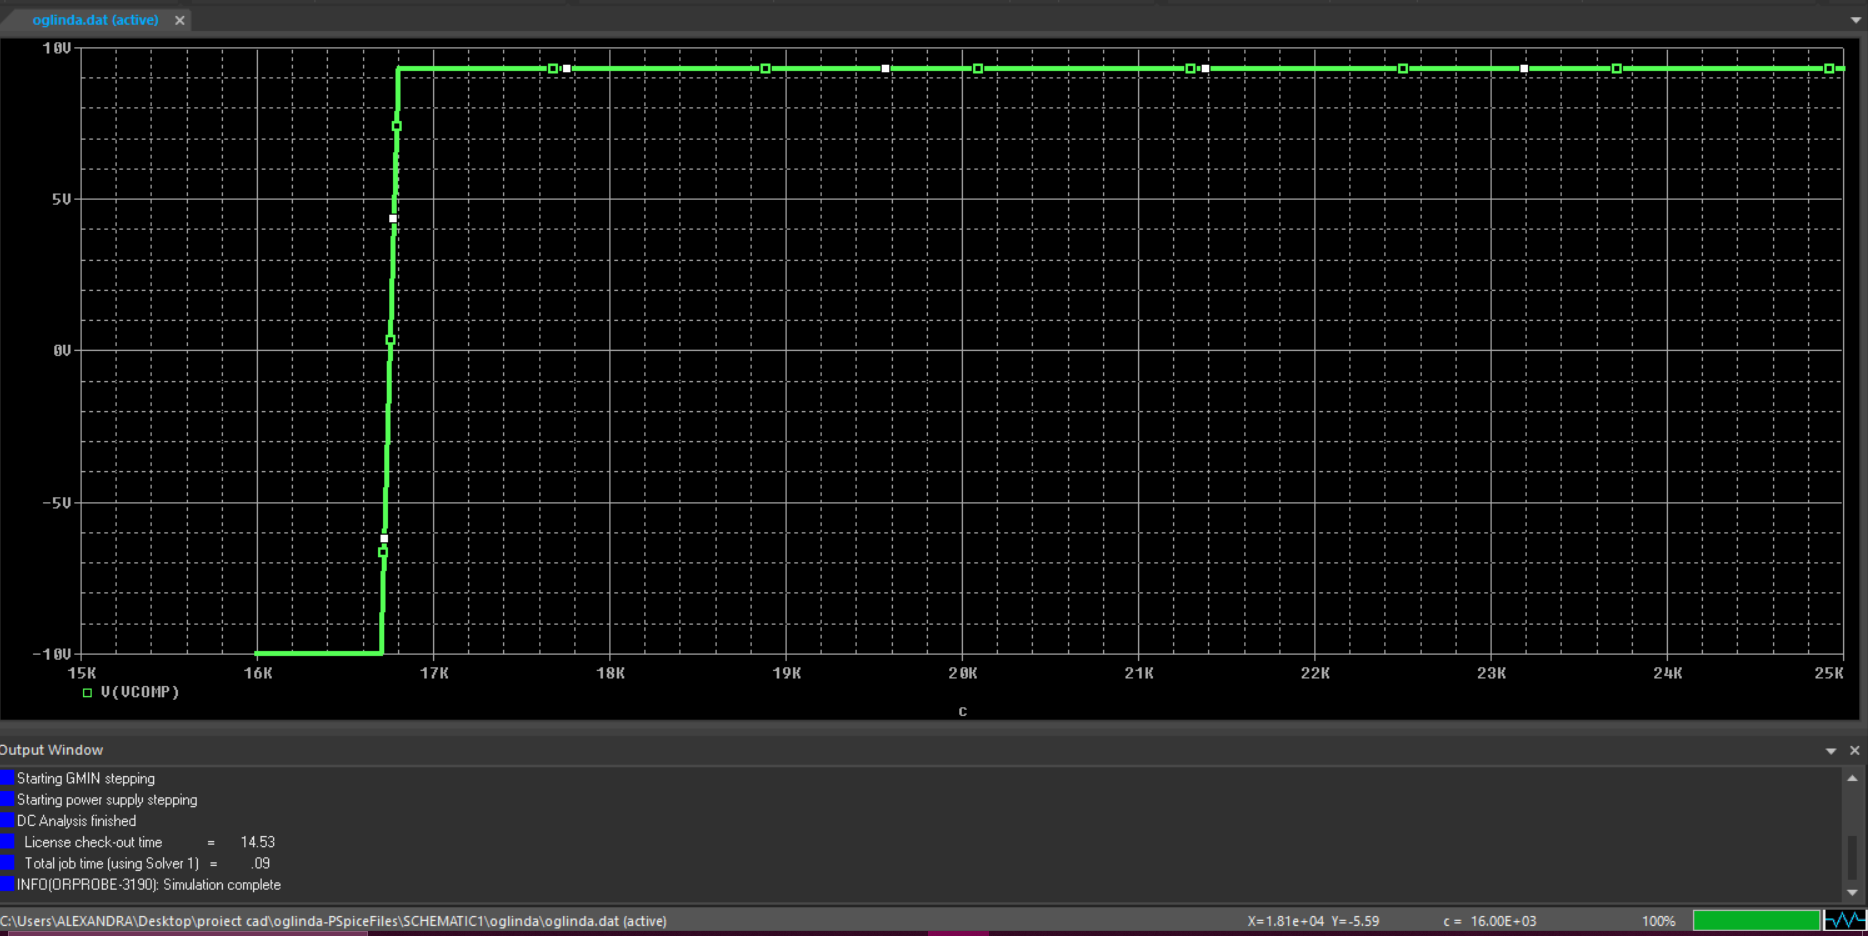 oglinda.dat (active)
10V
5V
0V
-5V
-10V
15K 16K 17K 18K 19K 20K 21K 22K 23K 24K 25K
V(VCOMP)
c
Output Window
Starting GMIN stepping
Starting power supply stepping
DC Analysis finished
License check-out time = 14.53
Total job time (using Solver 1) = .09
INFO(ORPROBE-3190): Simulation complete
C:\Users\ALEXANDRA\Desktop\proiect cad\oglinda-PSpiceFiles\SCHEMATIC1\oglinda\oglinda.dat (active) X=1.81e+04 Y=-5.59 c = 16.00E+03 100%